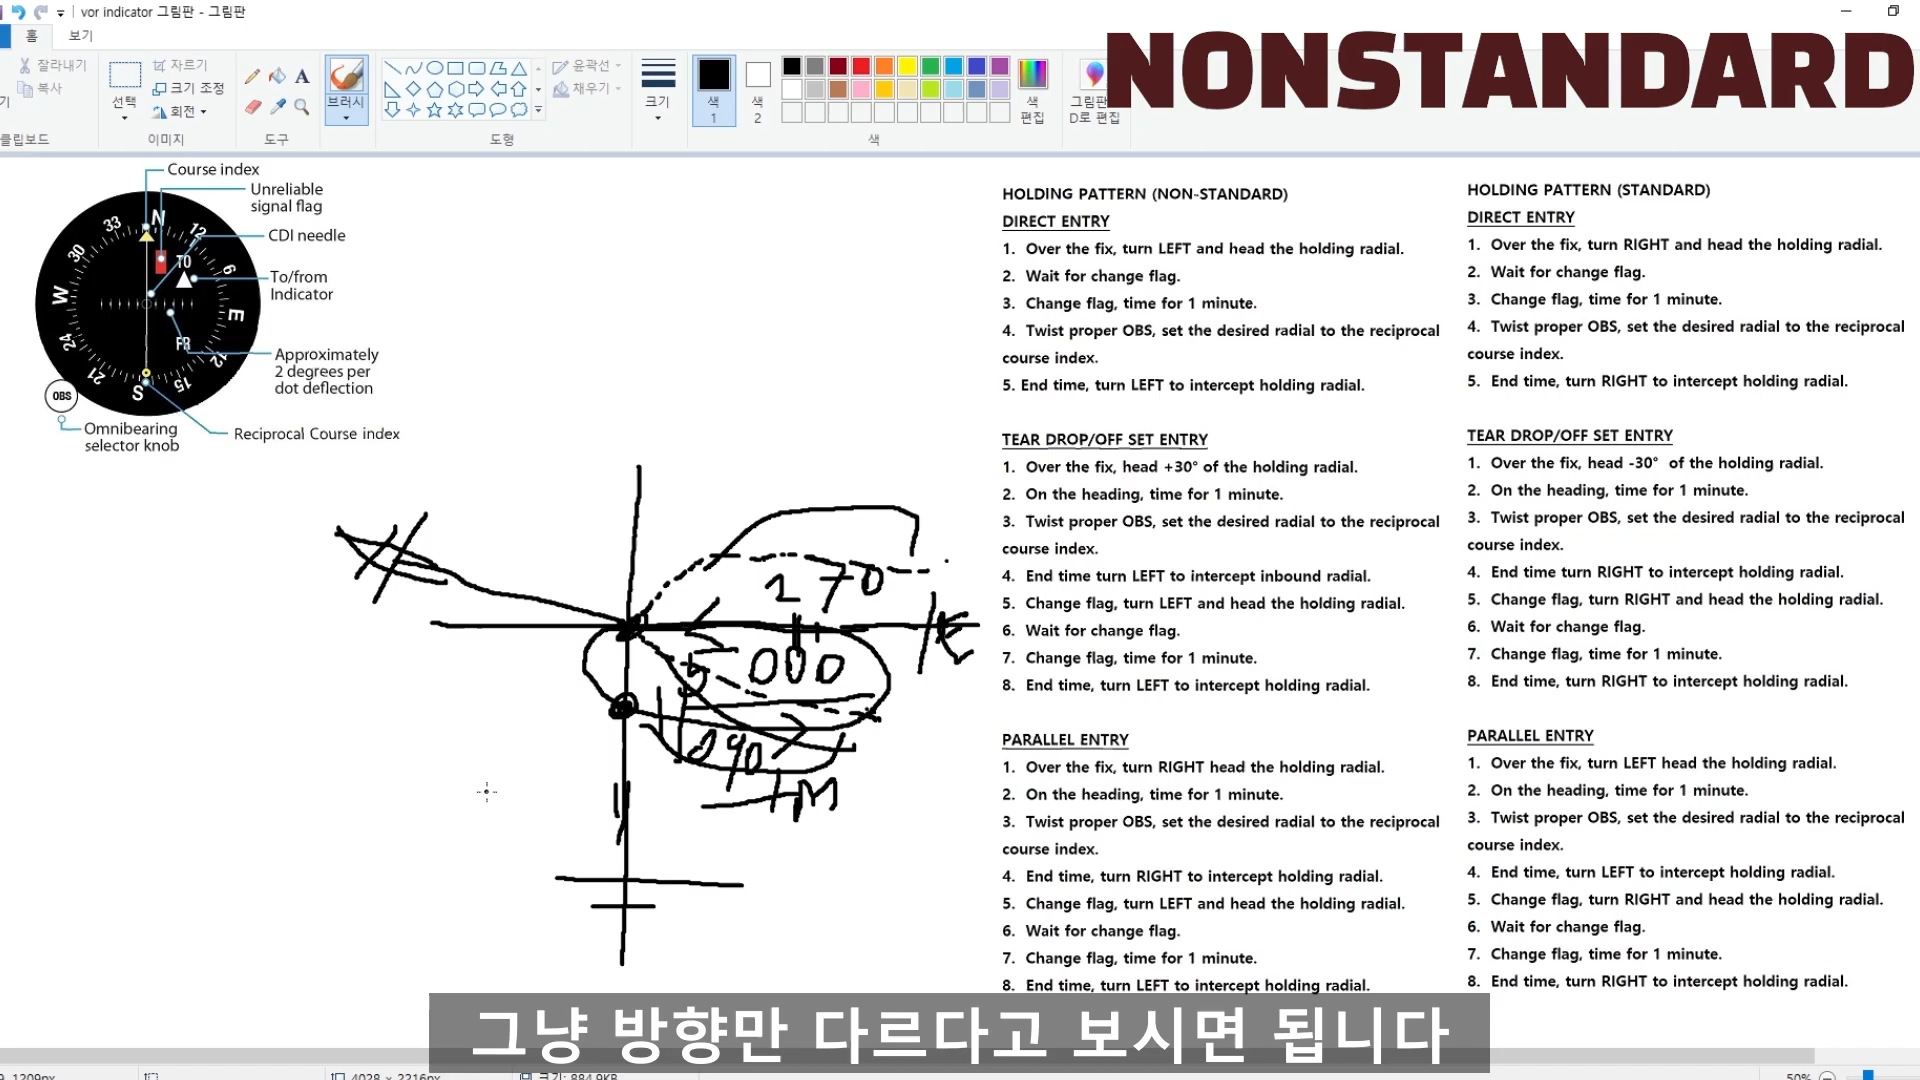 vor indicator 그림판 - 그림판
홈
보기
NONSTANDARD
잘라내기
복사
클립보드
선택
자르기
크기 조정
회전
이미지
A
도구
브러시
윤곽선
채우기
도형
크기
색
1
색
2
색
편집
색
그림판
D로 편집
Course index
Unreliable
signal flag
CDI needle
To/from
Indicator
Approximately
2 degrees per
dot deflection
Reciprocal Course index
Omnibearing
selector knob
OBS
N
33
12
30
TO
6
W
E
24
FR
12
21
S
15
270
090
1M
HOLDING PATTERN (NON-STANDARD)
DIRECT ENTRY
1. Over the fix, turn LEFT and head the holding radial.
2. Wait for change flag.
3. Change flag, time for 1 minute.
4. Twist proper OBS, set the desired radial to the reciprocal
course index.
5. End time, turn LEFT to intercept holding radial.
TEAR DROP/OFF SET ENTRY
1. Over the fix, head +30° of the holding radial.
2. On the heading, time for 1 minute.
3. Twist proper OBS, set the desired radial to the reciprocal
course index.
4. End time turn LEFT to intercept inbound radial.
5. Change flag, turn LEFT and head the holding radial.
6. Wait for change flag.
7. Change flag, time for 1 minute.
8. End time, turn LEFT to intercept holding radial.
PARALLEL ENTRY
1. Over the fix, turn RIGHT head the holding radial.
2. On the heading, time for 1 minute.
3. Twist proper OBS, set the desired radial to the reciprocal
course index.
4. End time, turn RIGHT to intercept holding radial.
5. Change flag, turn LEFT and head the holding radial.
6. Wait for change flag.
7. Change flag, time for 1 minute.
8. End time, turn LEFT to intercept holding radial.
HOLDING PATTERN (STANDARD)
DIRECT ENTRY
1. Over the fix, turn RIGHT and head the holding radial.
2. Wait for change flag.
3. Change flag, time for 1 minute.
4. Twist proper OBS, set the desired radial to the reciprocal
course index.
5. End time, turn RIGHT to intercept holding radial.
TEAR DROP/OFF SET ENTRY
1. Over the fix, head -30° of the holding radial.
2. On the heading, time for 1 minute.
3. Twist proper OBS, set the desired radial to the reciprocal
course index.
4. End time turn RIGHT to intercept holding radial.
5. Change flag, turn RIGHT and head the holding radial.
6. Wait for change flag.
7. Change flag, time for 1 minute.
8. End time, turn RIGHT to intercept holding radial.
PARALLEL ENTRY
1. Over the fix, turn LEFT head the holding radial.
2. On the heading, time for 1 minute.
3. Twist proper OBS, set the desired radial to the reciprocal
course index.
4. End time, turn LEFT to intercept holding radial.
5. Change flag, turn RIGHT and head the holding radial.
6. Wait for change flag.
7. Change flag, time for 1 minute.
8. End time, turn RIGHT to intercept holding radial.
그냥 방향만 다르다고 보시면 됩니다
4028 × 2216px
크기: 884.9KB
50%